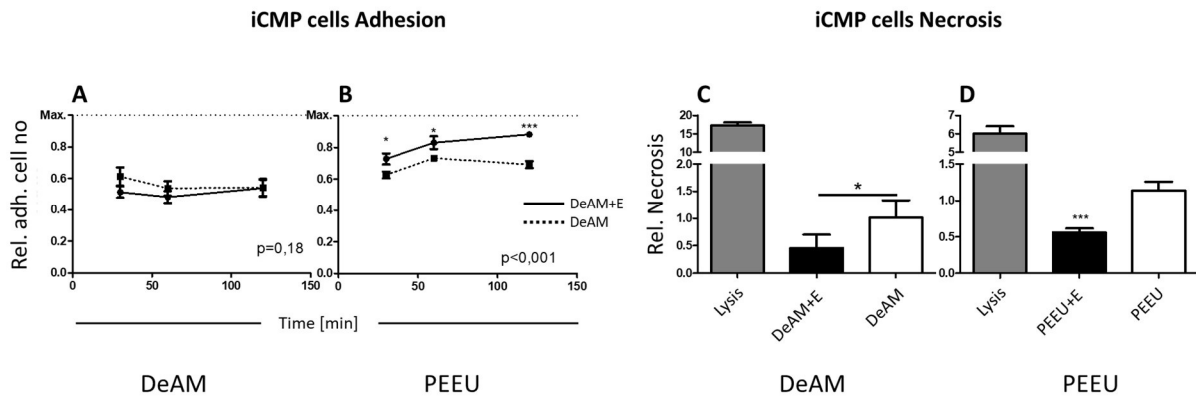 iCMP cells Adhesion
iCMP cells Necrosis
A
B
C
D
Rel. adh. cell no
Max.
0.8
0.6
0.4
0.2
0.0
0
50
100
150
p=0,18
Max.
0.8
0.6
0.4
0.2
0.0
0
50
100
150
*
*
***
DeAM+E
DeAM
p<0,001
Time [min]
DeAM
PEEU
Rel. Necrosis
20
15
10
5
2.0
1.5
1.0
0.5
0.0
*
Lysis
DeAM+E
DeAM
7
6
5
1.5
1.0
0.5
0.0
***
Lysis
PEEU+E
PEEU
DeAM
PEEU